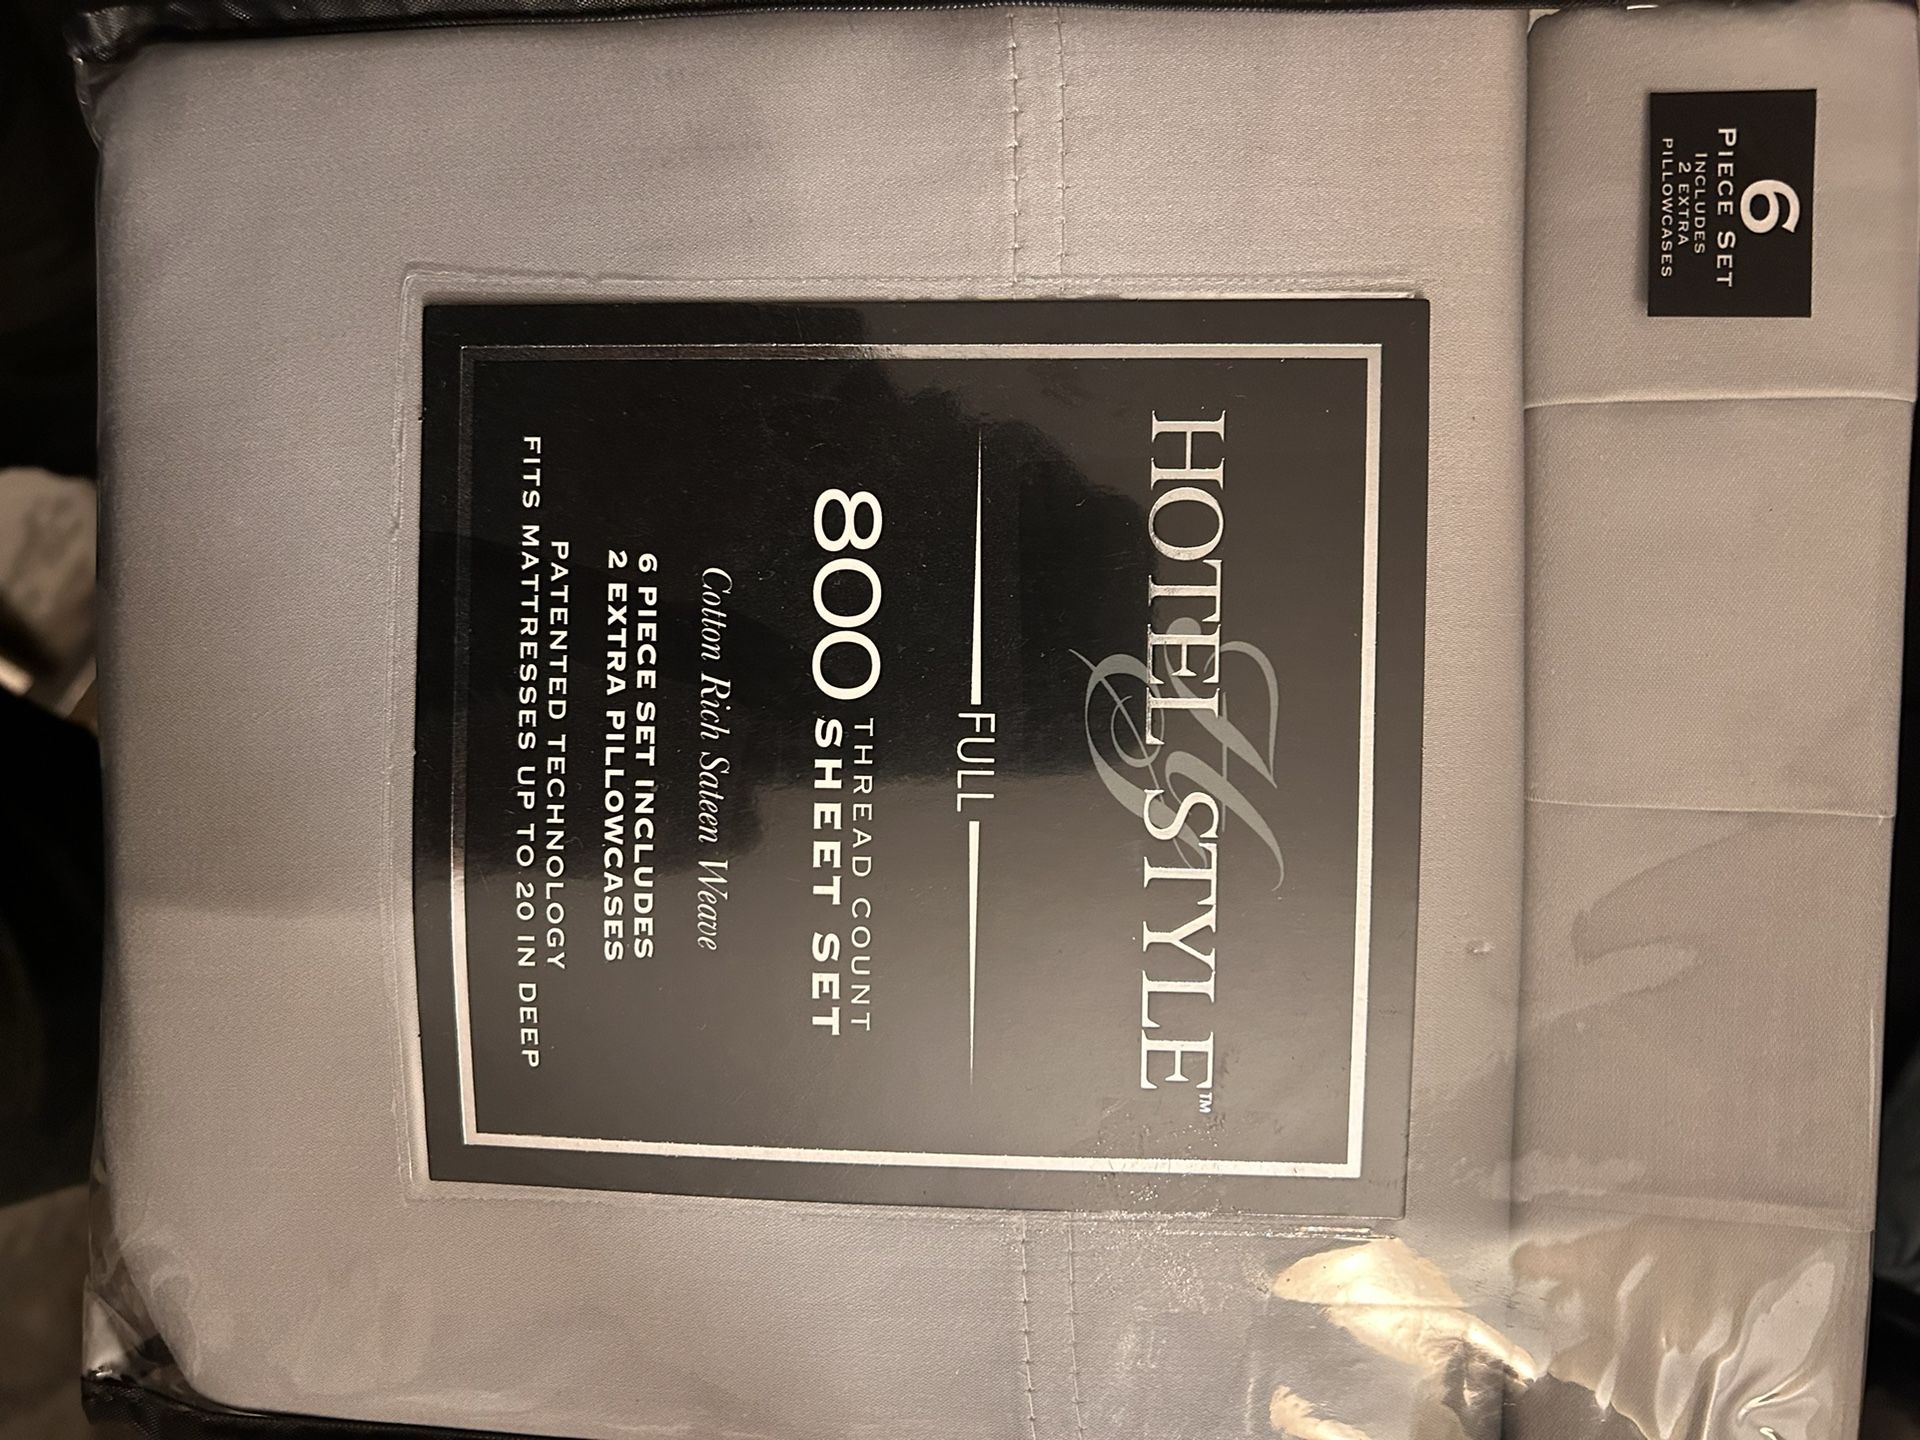 6
PIECE SET
INCLUDES
2 EXTRA
PILLOWCASES
HOTEL STYLE™
FULL
800 THREAD COUNT
SHEET SET
Cotton Rich Sateen Weave
6 PIECE SET INCLUDES
2 EXTRA PILLOWCASES
PATENTED TECHNOLOGY
FITS MATTRESSES UP TO 20 IN DEEP